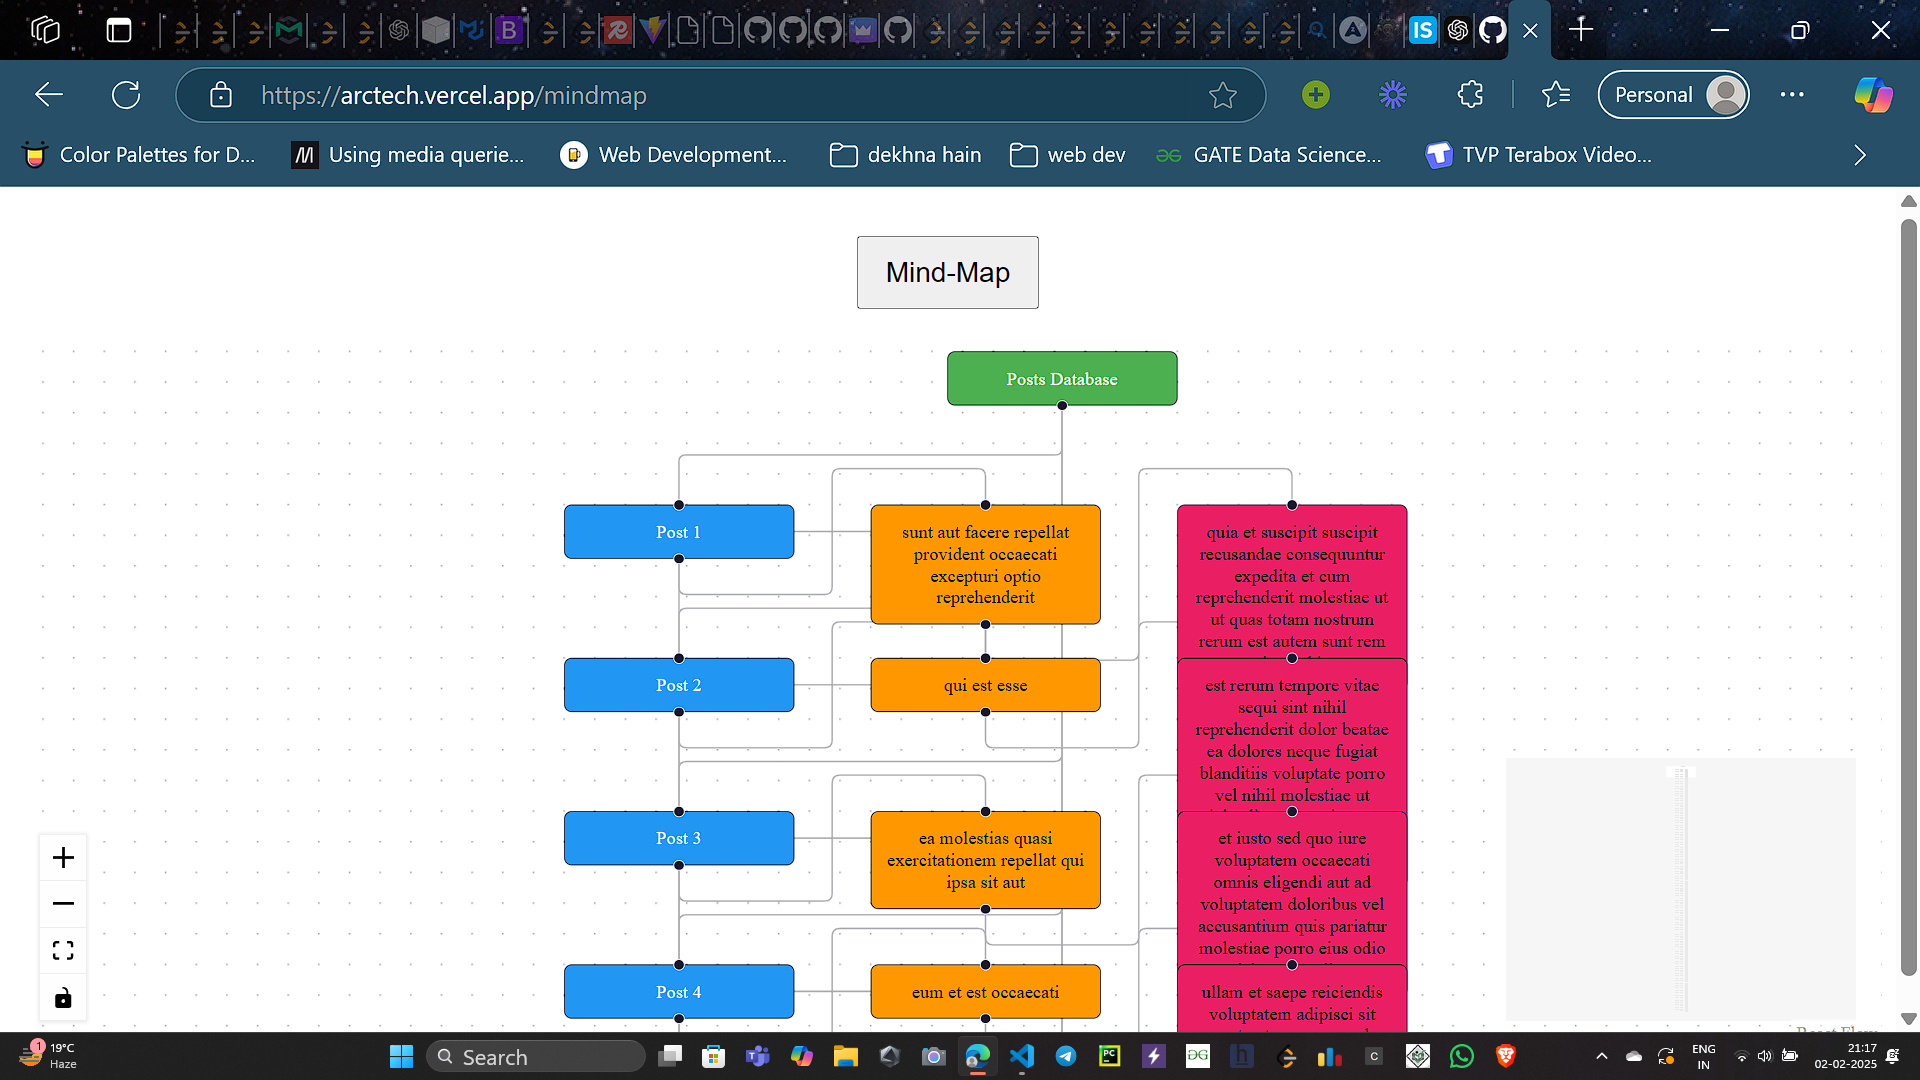 https://arctech.vercel.app/mindmap
Personal
Color Palettes for D...
Using media querie...
Web Development...
dekhna hain
web dev
GATE Data Science...
TVP Terabox Video...
Mind-Map
Posts Database
Post 1
sunt aut facere repellat
provident occaecati
excepturi optio
reprehenderit
quia et suscipit suscipit
recusandae consequuntur
expedita et cum
reprehenderit molestiae ut
ut quas totam nostrum
rerum est autem sunt rem
Post 2
qui est esse
est rerum tempore vitae
sequi sint nihil
reprehenderit dolor beatae
ea dolores neque fugiat
blanditiis voluptate porro
vel nihil molestiae ut
Post 3
ea molestias quasi
exercitationem repellat qui
ipsa sit aut
et iusto sed quo iure
voluptatem occaecati
omnis eligendi aut ad
voluptatem doloribus vel
accusantium quis pariatur
molestiae porro eius odio
Post 4
eum et est occaecati
ullam et saepe reiciendis
voluptatem adipisci sit
React Flow
1
19°C
Haze
Search
ENG
IN
21:17
02-02-2025